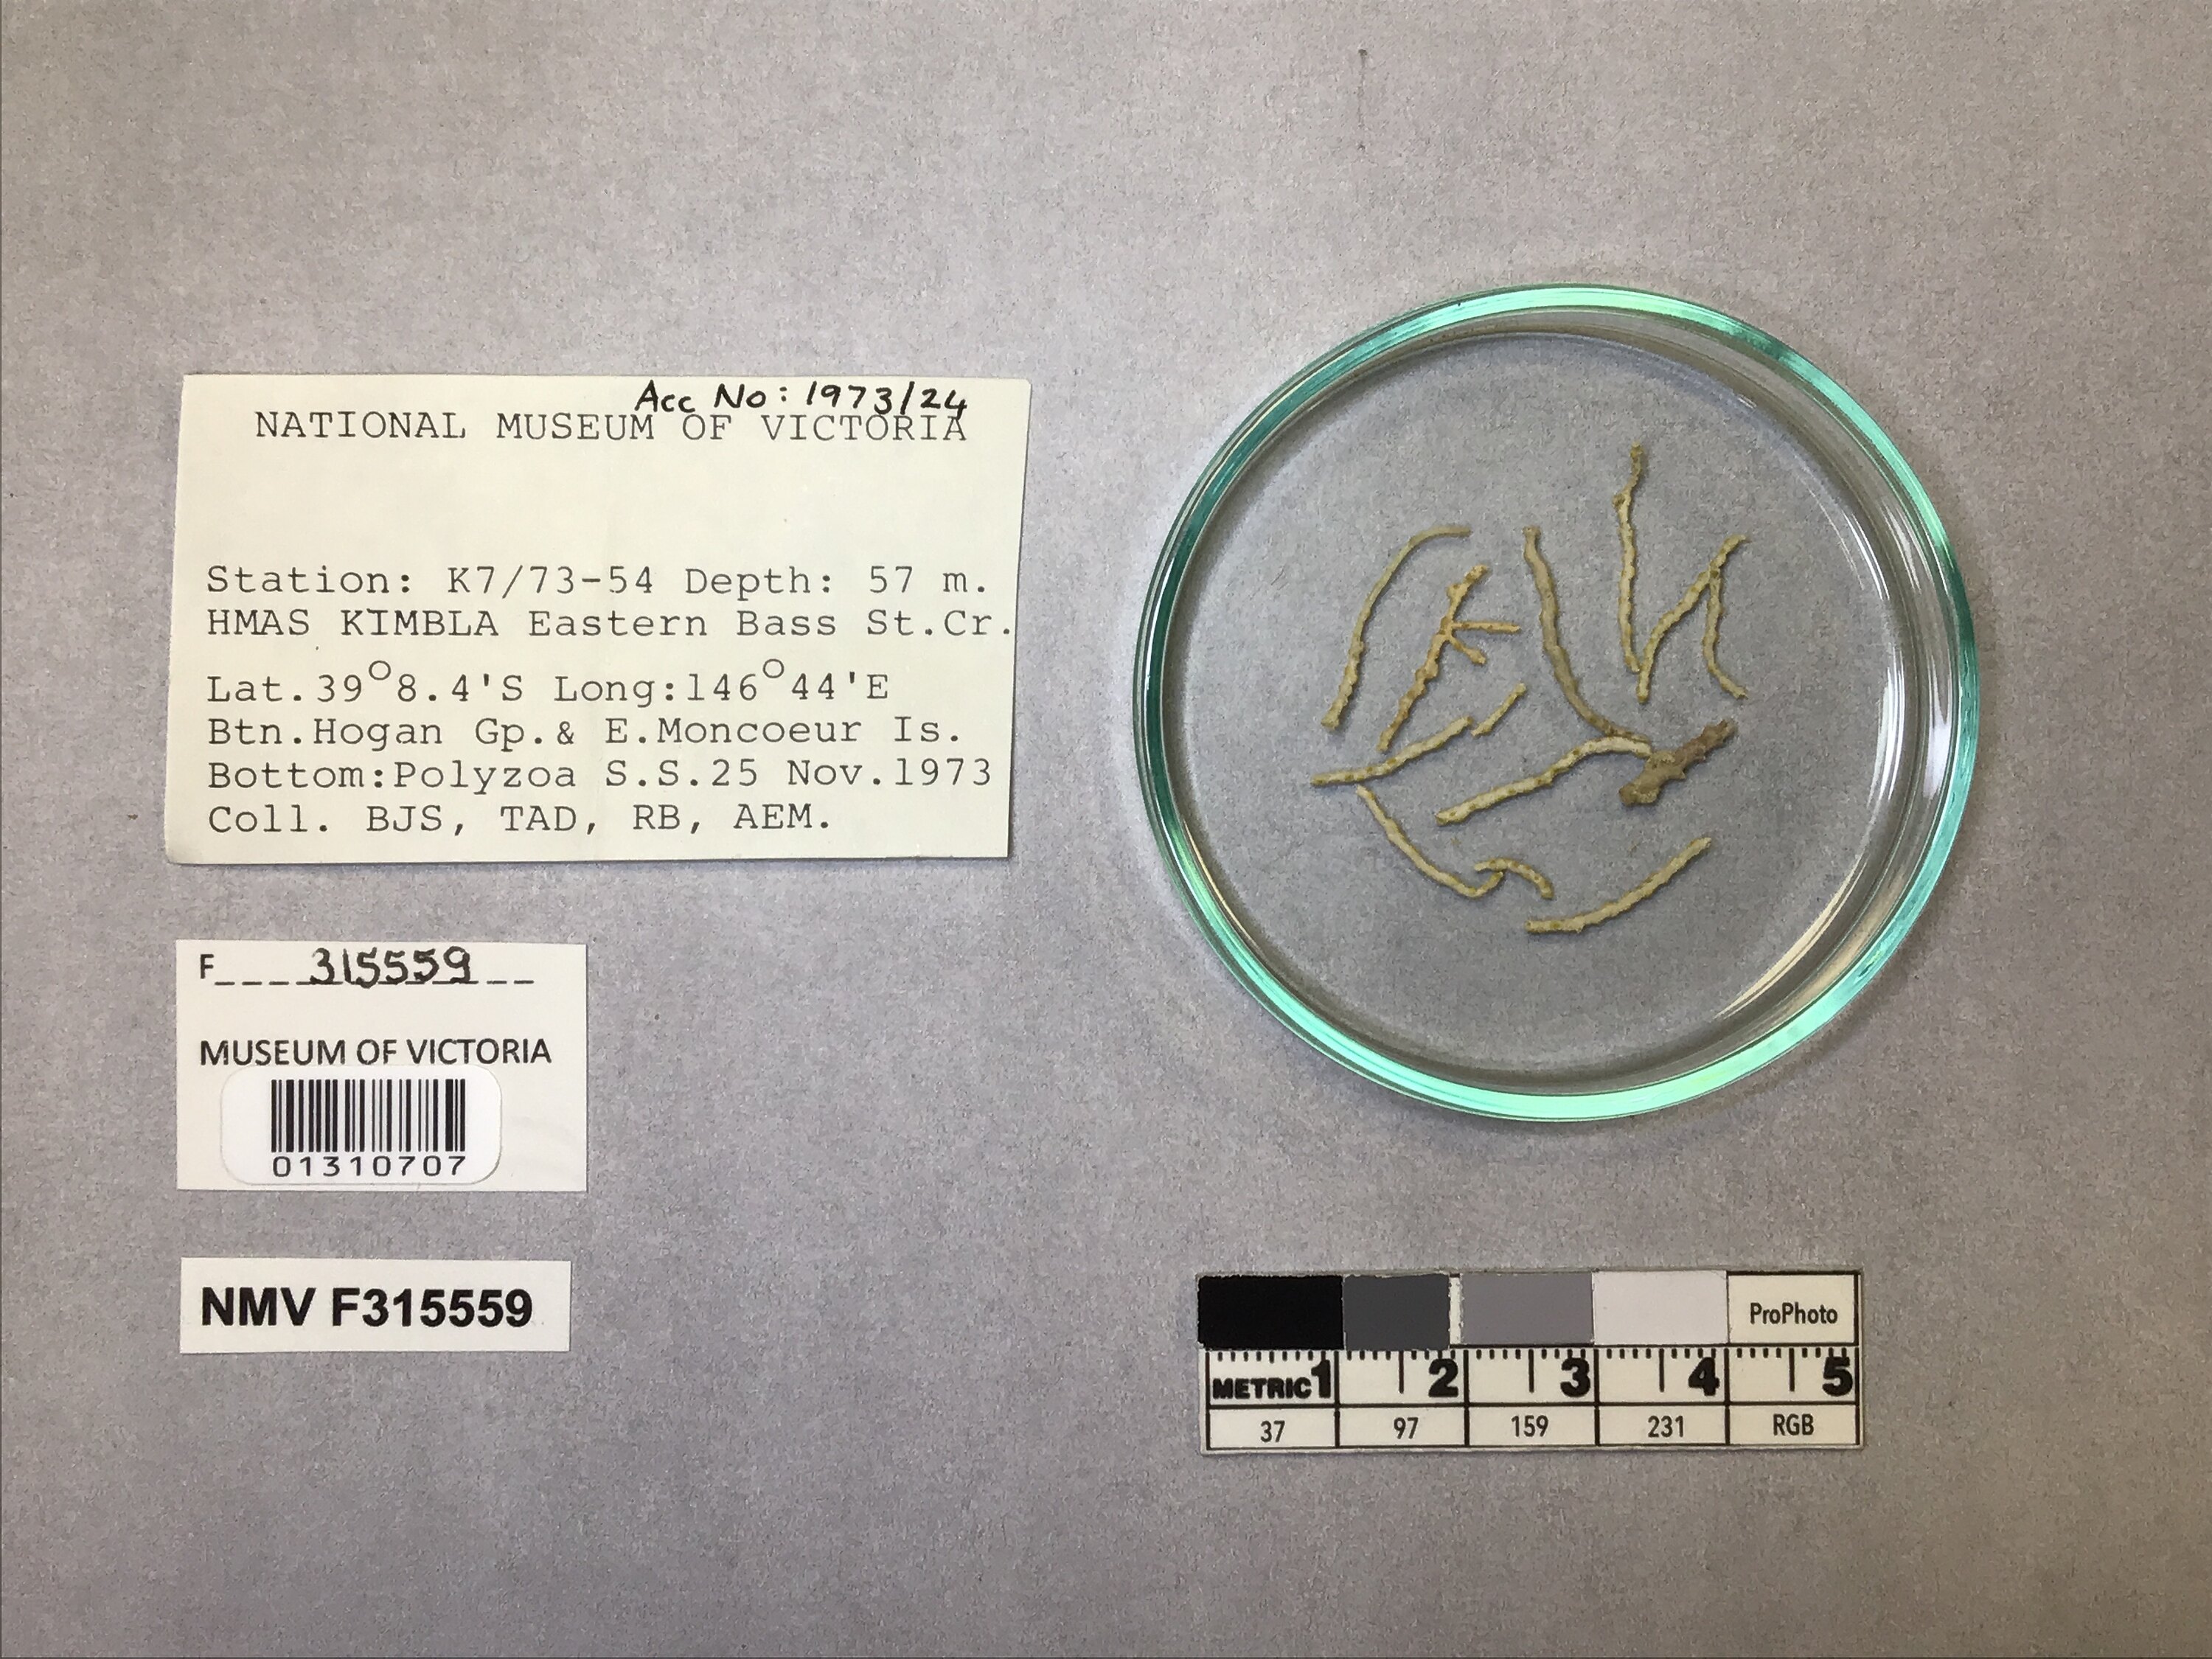 Acc No: 1973/24
NATIONAL MUSEUM OF VICTORIA
Station: K7/73-54 Depth: 57 m.
HMAS KIMBLA Eastern Bass St.Cr.
Lat.39°8.4'S Long:146°44'E
Btn.Hogan Gp.& E.Moncoeur Is.
Bottom:Polyzoa S.S.25 Nov.1973
Coll. BJS, TAD, RB, AEM.
F____315559__
MUSEUM OF VICTORIA
01310707
NMV F315559
ProPhoto
METRIC 1 2 3 4 5
37 97 159 231 RGB